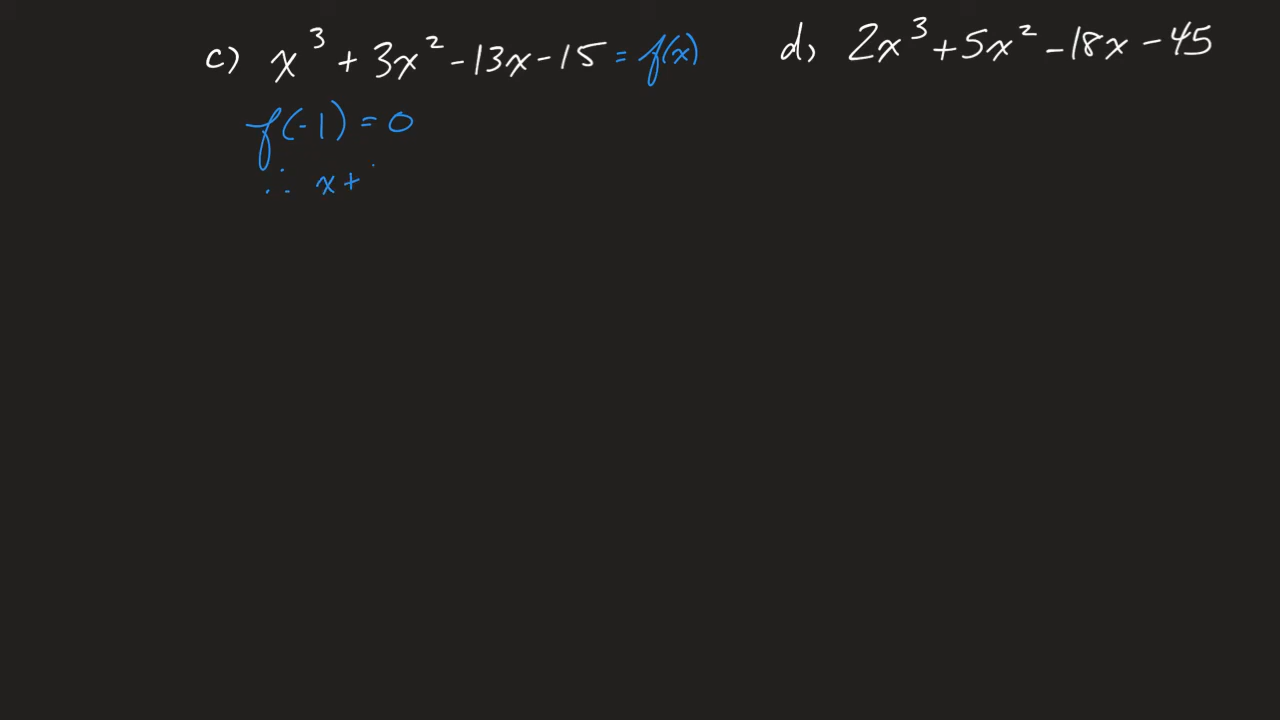 c) x³ + 3x² - 13x - 15 = f(x)
f(-1) = 0
∴ x +
d) 2x³ + 5x² - 18x - 45